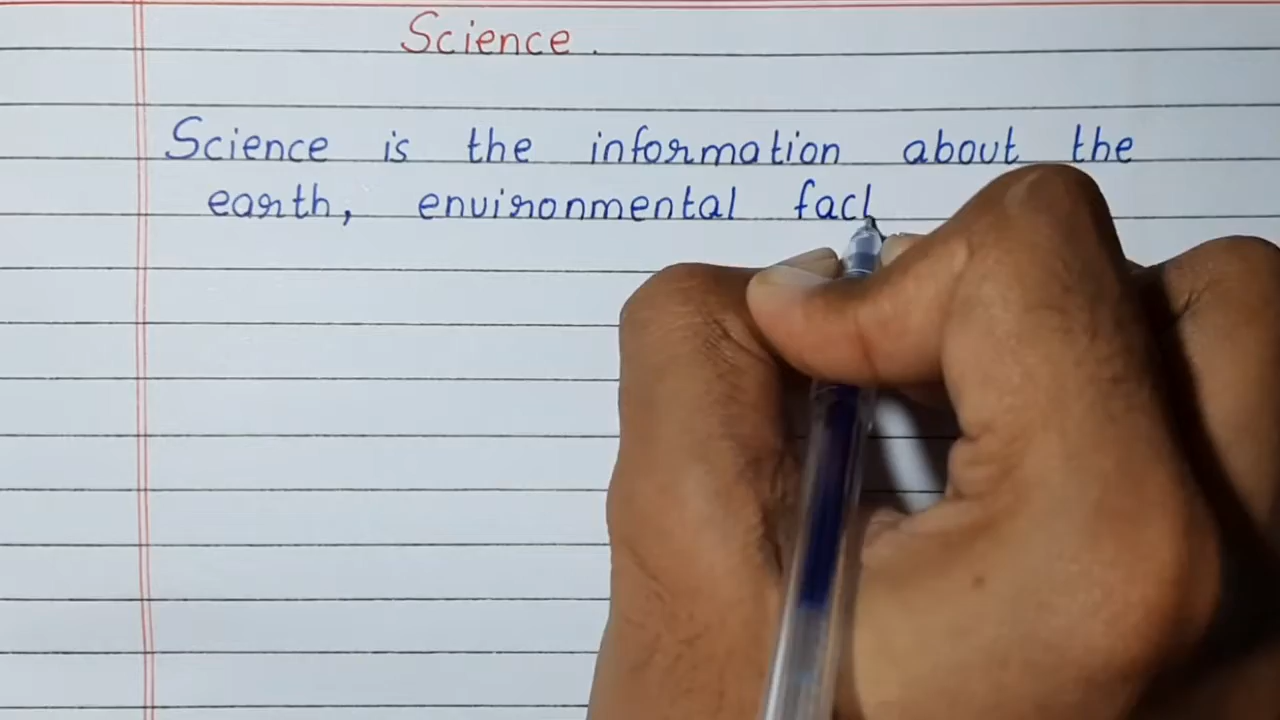 Science.
Science is the information about the
earth, environmental